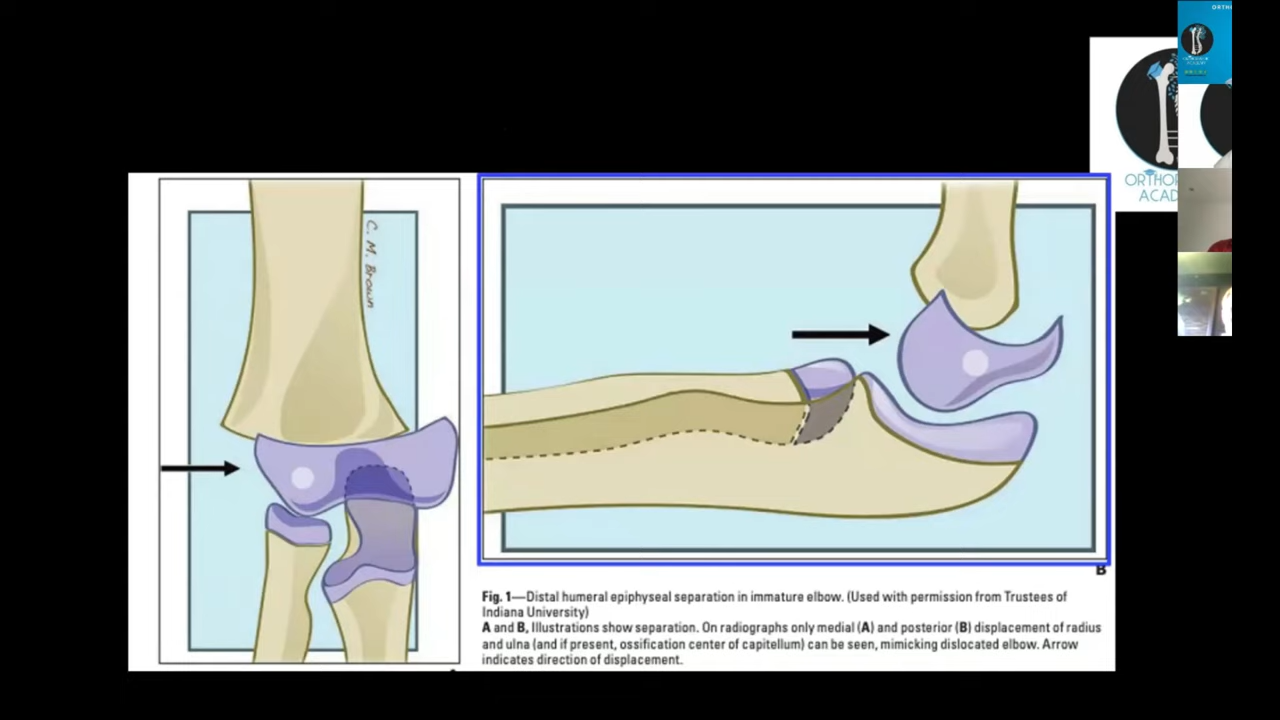 C. M. Brown
B
Fig. 1—Distal humeral epiphyseal separation in immature elbow. (Used with permission from Trustees of
Indiana University)
A and B, Illustrations show separation. On radiographs only medial (A) and posterior (B) displacement of radius
and ulna (and if present, ossification center of capitellum) can be seen, mimicking dislocated elbow. Arrow
indicates direction of displacement.
ORTHO
ACAD
ORTH